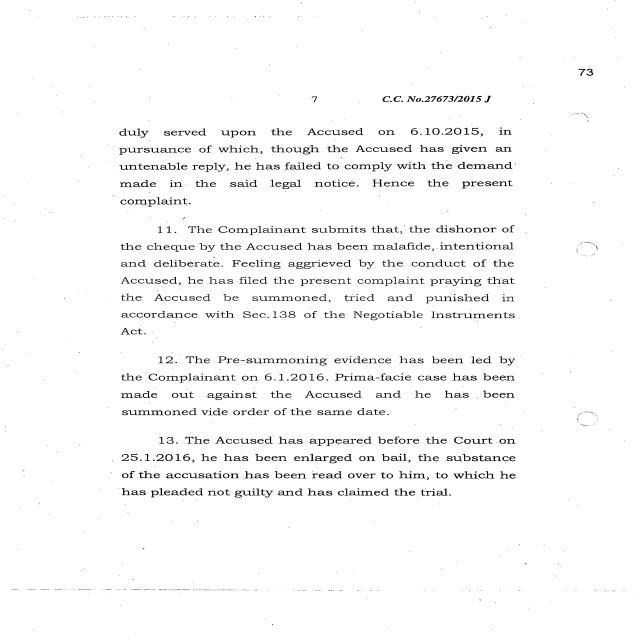 73
7 C.C. No.27673/2015 J
duly served upon the Accused on 6.10.2015, in
pursuance of which, though the Accused has given an
untenable reply, he has failed to comply with the demand
made in the said legal notice. Hence the present
complaint.
11. The Complainant submits that, the dishonor of
the cheque by the Accused has been malafide, intentional
and deliberate. Feeling aggrieved by the conduct of the
Accused, he has filed the present complaint praying that
the Accused be summoned, tried and punished in
accordance with Sec.138 of the Negotiable Instruments
Act.
12. The Pre-summoning evidence has been led by
the Complainant on 6.1.2016. Prima-facie case has been
made out against the Accused and he has been
summoned vide order of the same date.
13. The Accused has appeared before the Court on
25.1.2016, he has been enlarged on bail, the substance
of the accusation has been read over to him, to which he
has pleaded not guilty and has claimed the trial.